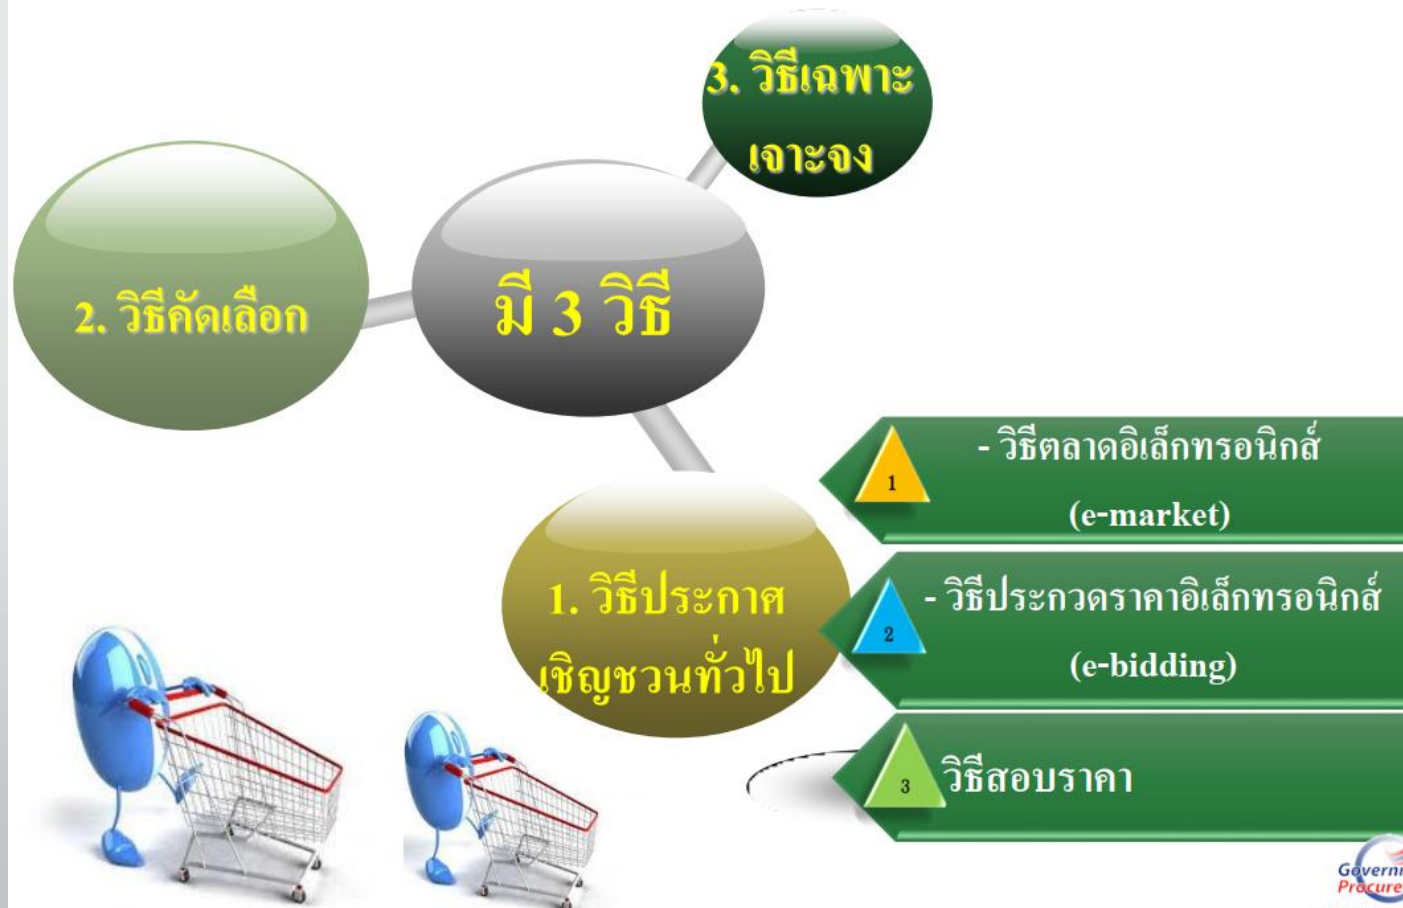 3. วิธีเฉพาะ
เจาะจง
2. วิธีคัดเลือก
มี 3 วิธี
1. วิธีประกาศ
เชิญชวนทั่วไป
1
- วิธีตลาดอิเล็กทรอนิกส์
(e-market)
2
- วิธีประกวดราคาอิเล็กทรอนิกส์
(e-bidding)
3
วิธีสอบราคา